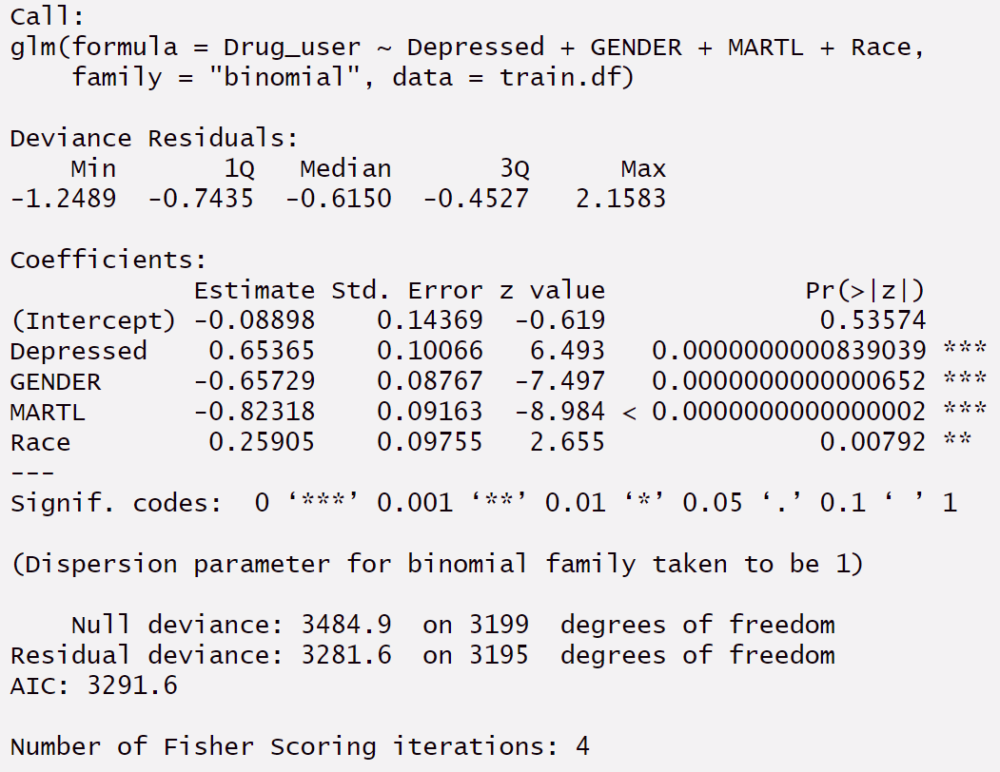 Call:
glm(formula = Drug_user ~ Depressed + GENDER + MARTL + Race,
    family = "binomial", data = train.df)
Deviance Residuals:
    Min       1Q   Median       3Q      Max
-1.2489  -0.7435  -0.6150  -0.4527   2.1583
Coefficients:
            Estimate Std. Error z value             Pr(>|z|)
(Intercept) -0.08898    0.14369  -0.619              0.53574
Depressed    0.65365    0.10066   6.493   0.0000000000839039 ***
GENDER      -0.65729    0.08767  -7.497   0.0000000000000652 ***
MARTL       -0.82318    0.09163  -8.984 < 0.0000000000000002 ***
Race         0.25905    0.09755   2.655              0.00792 **
---
Signif. codes:  0 ‘***’ 0.001 ‘**’ 0.01 ‘*’ 0.05 ‘.’ 0.1 ‘ ’ 1
(Dispersion parameter for binomial family taken to be 1)
    Null deviance: 3484.9  on 3199  degrees of freedom
Residual deviance: 3281.6  on 3195  degrees of freedom
AIC: 3291.6
Number of Fisher Scoring iterations: 4